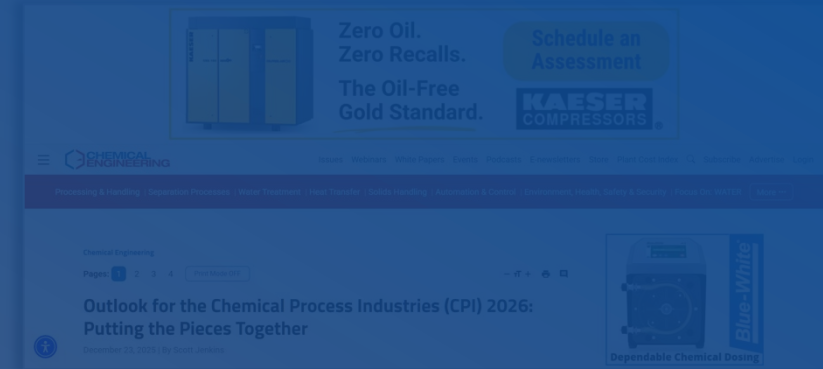 Zero Oil.
Zero Recalls.
The Oil-Free
Gold Standard.
Schedule an
Assessment
KAESER
COMPRESSORS®
CHEMICAL
ENGINEERING
Processing & Handling | Separation Processes | Water Treatment | Heat Transfer | Solids Handling | Automation & Control | Environment, Health, Safety & Security | Focus On: WATER
Chemical Engineering
Pages: 1 2 3 4
Outlook for the Chemical Process Industries (CPI) 2026:
Putting the Pieces Together
By Scott Jenkins
Blue-White
Dependable Chemical Dosing